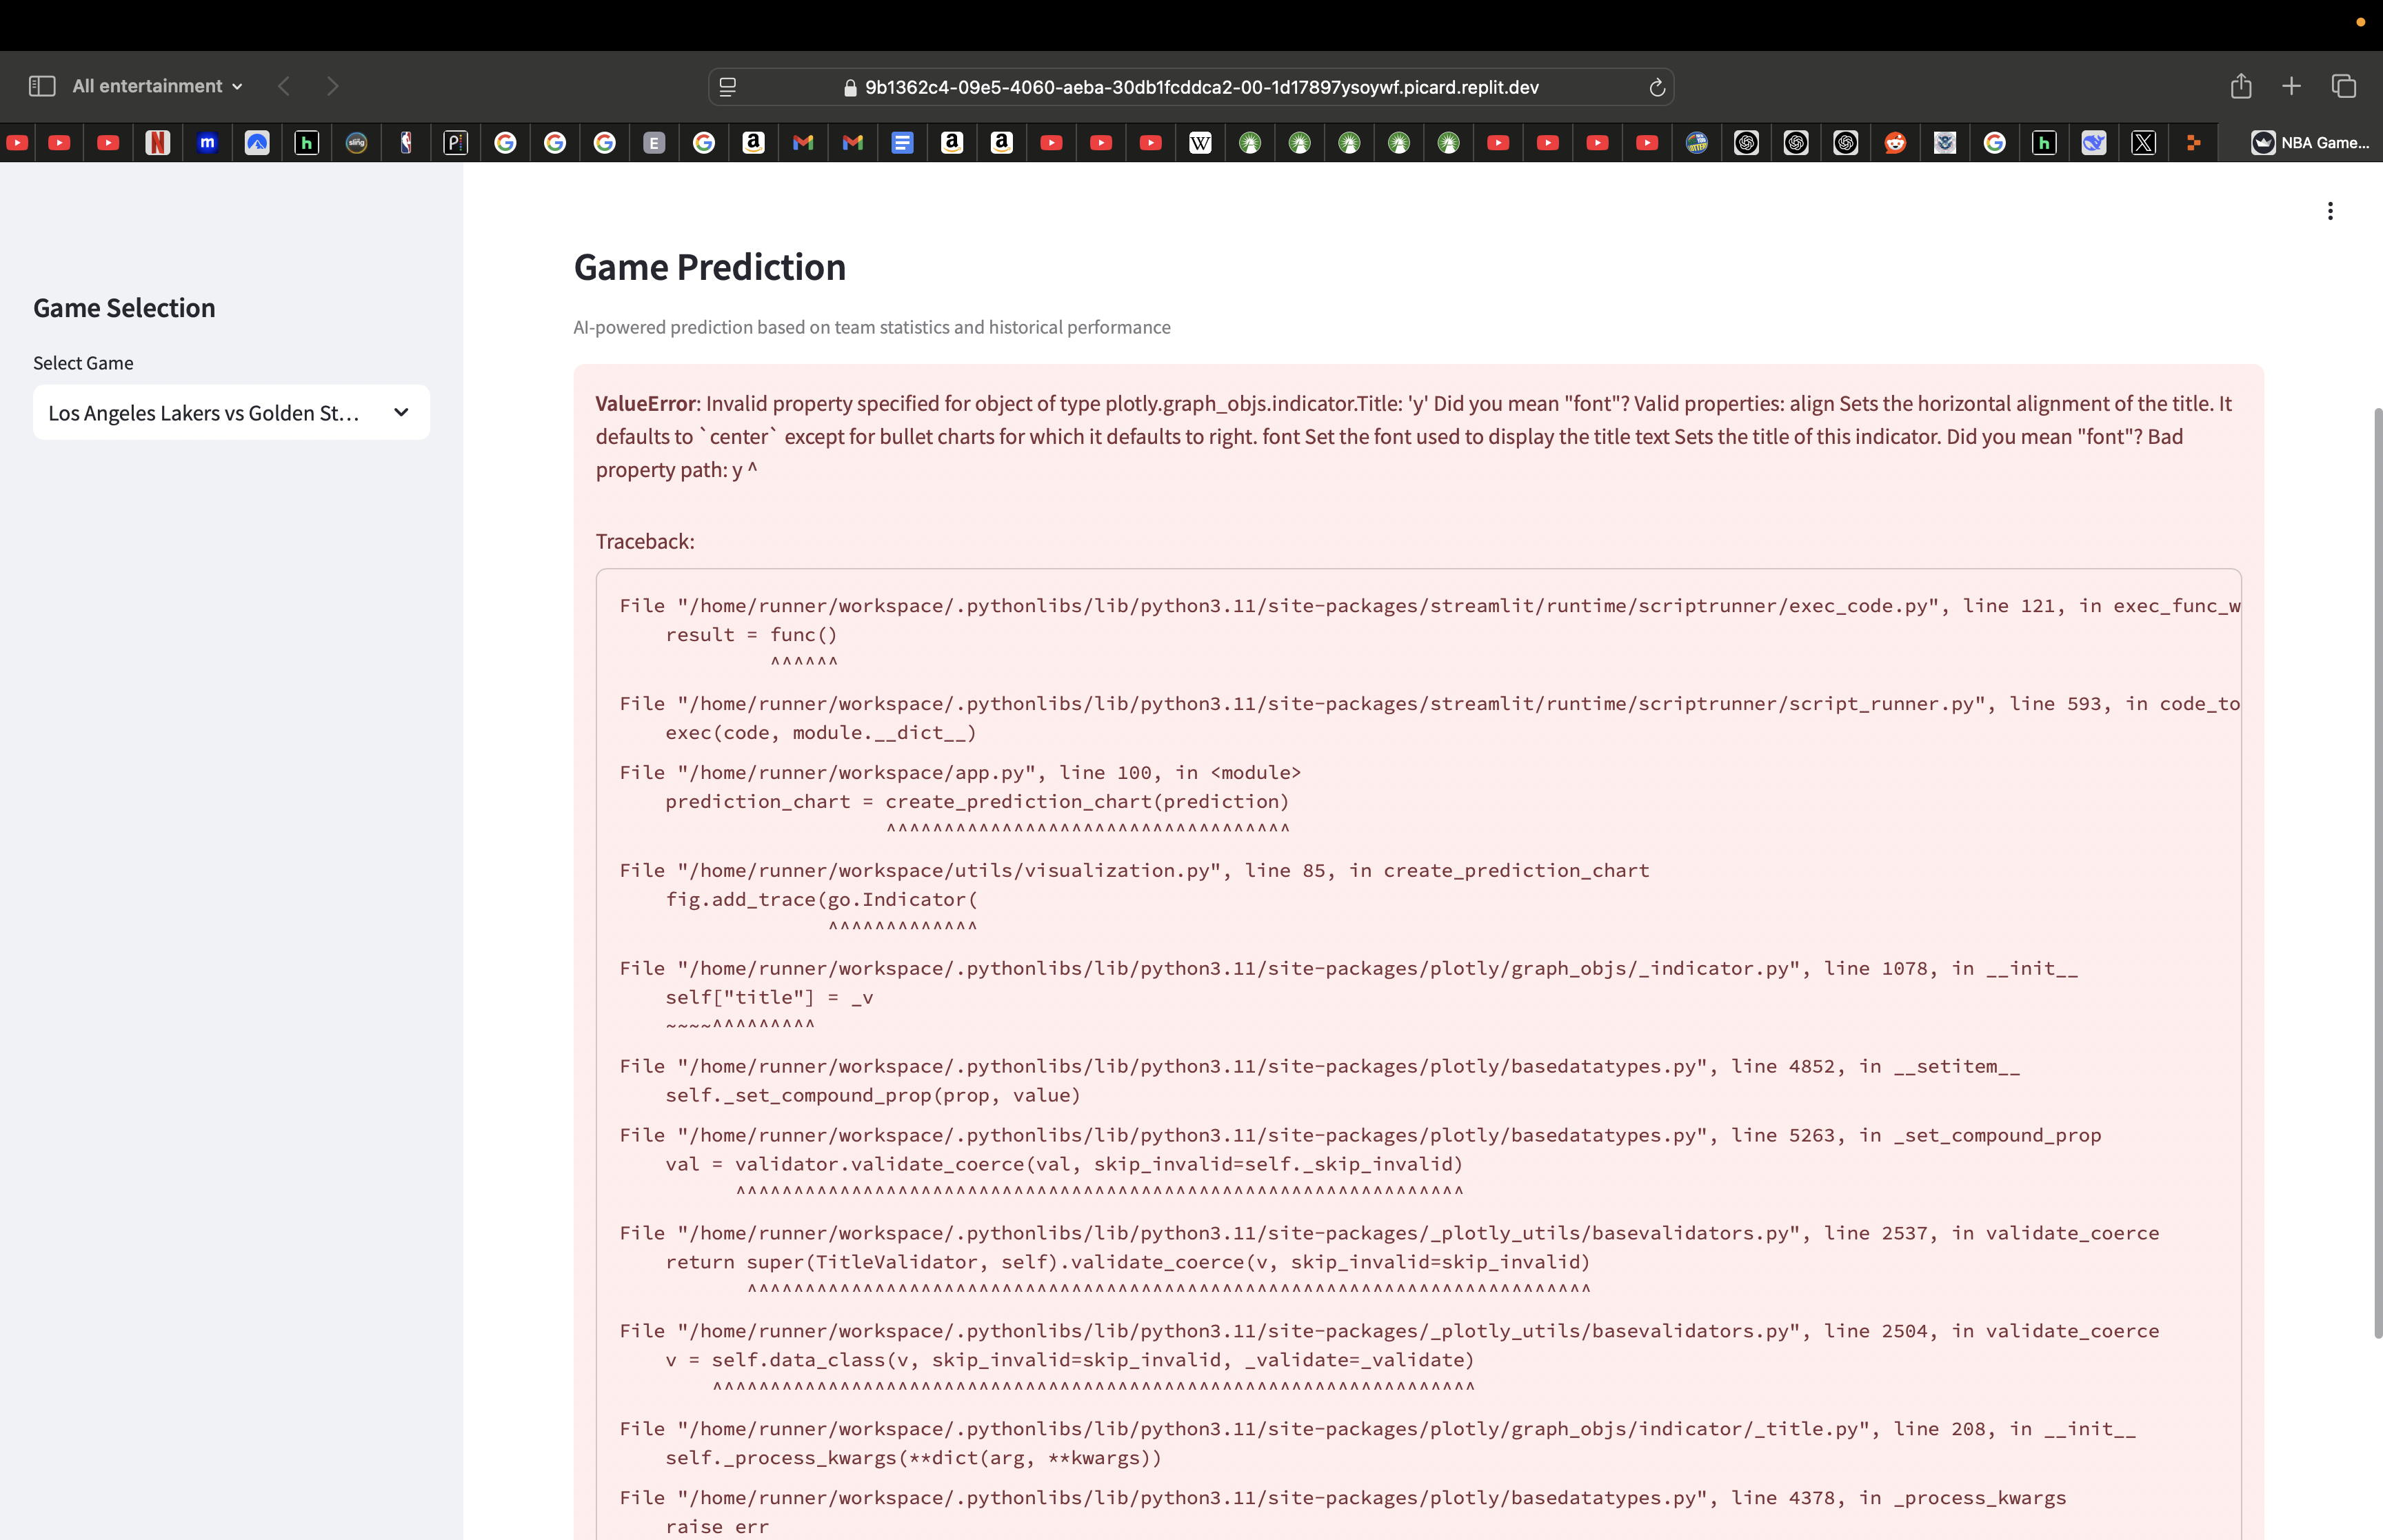 All entertainment
9b1362c4-09e5-4060-aeba-30db1fcddca2-00-1d17897ysoywf.picard.replit.dev
NBA Game...
Game Selection
Select Game
Los Angeles Lakers vs Golden St...
Game Prediction
AI-powered prediction based on team statistics and historical performance
ValueError: Invalid property specified for object of type plotly.graph_objs.indicator.Title: 'y' Did you mean "font"? Valid properties: align Sets the horizontal alignment of the title. It
defaults to `center` except for bullet charts for which it defaults to right. font Set the font used to display the title text Sets the title of this indicator. Did you mean "font"? Bad
property path: y ^
Traceback:
File "/home/runner/workspace/.pythonlibs/lib/python3.11/site-packages/streamlit/runtime/scriptrunner/exec_code.py", line 121, in exec_func_w
result = func()
^^^^^^
File "/home/runner/workspace/.pythonlibs/lib/python3.11/site-packages/streamlit/runtime/scriptrunner/script_runner.py", line 593, in code_to
exec(code, module.__dict__)
File "/home/runner/workspace/app.py", line 100, in <module>
prediction_chart = create_prediction_chart(prediction)
^^^^^^^^^^^^^^^^^^^^^^^^^^^^^^^^^^^
File "/home/runner/workspace/utils/visualization.py", line 85, in create_prediction_chart
fig.add_trace(go.Indicator(
^^^^^^^^^^^^^
File "/home/runner/workspace/.pythonlibs/lib/python3.11/site-packages/plotly/graph_objs/_indicator.py", line 1078, in __init__
self["title"] = _v
~~~~^^^^^^^^^
File "/home/runner/workspace/.pythonlibs/lib/python3.11/site-packages/plotly/basedatatypes.py", line 4852, in __setitem__
self._set_compound_prop(prop, value)
File "/home/runner/workspace/.pythonlibs/lib/python3.11/site-packages/plotly/basedatatypes.py", line 5263, in _set_compound_prop
val = validator.validate_coerce(val, skip_invalid=self._skip_invalid)
^^^^^^^^^^^^^^^^^^^^^^^^^^^^^^^^^^^^^^^^^^^^^^^^^^^^^^^^^^^^^^^
File "/home/runner/workspace/.pythonlibs/lib/python3.11/site-packages/_plotly_utils/basevalidators.py", line 2537, in validate_coerce
return super(TitleValidator, self).validate_coerce(v, skip_invalid=skip_invalid)
^^^^^^^^^^^^^^^^^^^^^^^^^^^^^^^^^^^^^^^^^^^^^^^^^^^^^^^^^^^^^^^^^^^^^^^^^
File "/home/runner/workspace/.pythonlibs/lib/python3.11/site-packages/_plotly_utils/basevalidators.py", line 2504, in validate_coerce
v = self.data_class(v, skip_invalid=skip_invalid, _validate=_validate)
^^^^^^^^^^^^^^^^^^^^^^^^^^^^^^^^^^^^^^^^^^^^^^^^^^^^^^^^^^^^^^^^^^
File "/home/runner/workspace/.pythonlibs/lib/python3.11/site-packages/plotly/graph_objs/indicator/_title.py", line 208, in __init__
self._process_kwargs(**dict(arg, **kwargs))
File "/home/runner/workspace/.pythonlibs/lib/python3.11/site-packages/plotly/basedatatypes.py", line 4378, in _process_kwargs
raise err